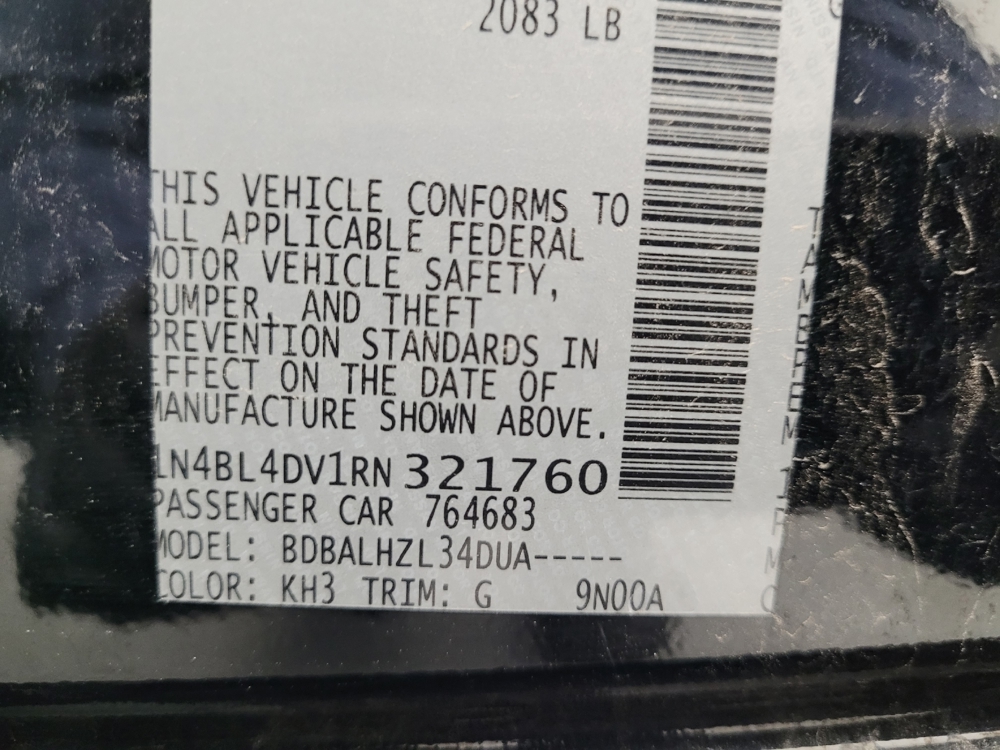 2083 LB
THIS VEHICLE CONFORMS TO
ALL APPLICABLE FEDERAL
MOTOR VEHICLE SAFETY,
BUMPER, AND THEFT
PREVENTION STANDARDS IN
EFFECT ON THE DATE OF
MANUFACTURE SHOWN ABOVE.
1N4BL4DV1RN321760
PASSENGER CAR 764683
MODEL: BDBALHZL34DUA-----
COLOR: KH3 TRIM: G 9N00A